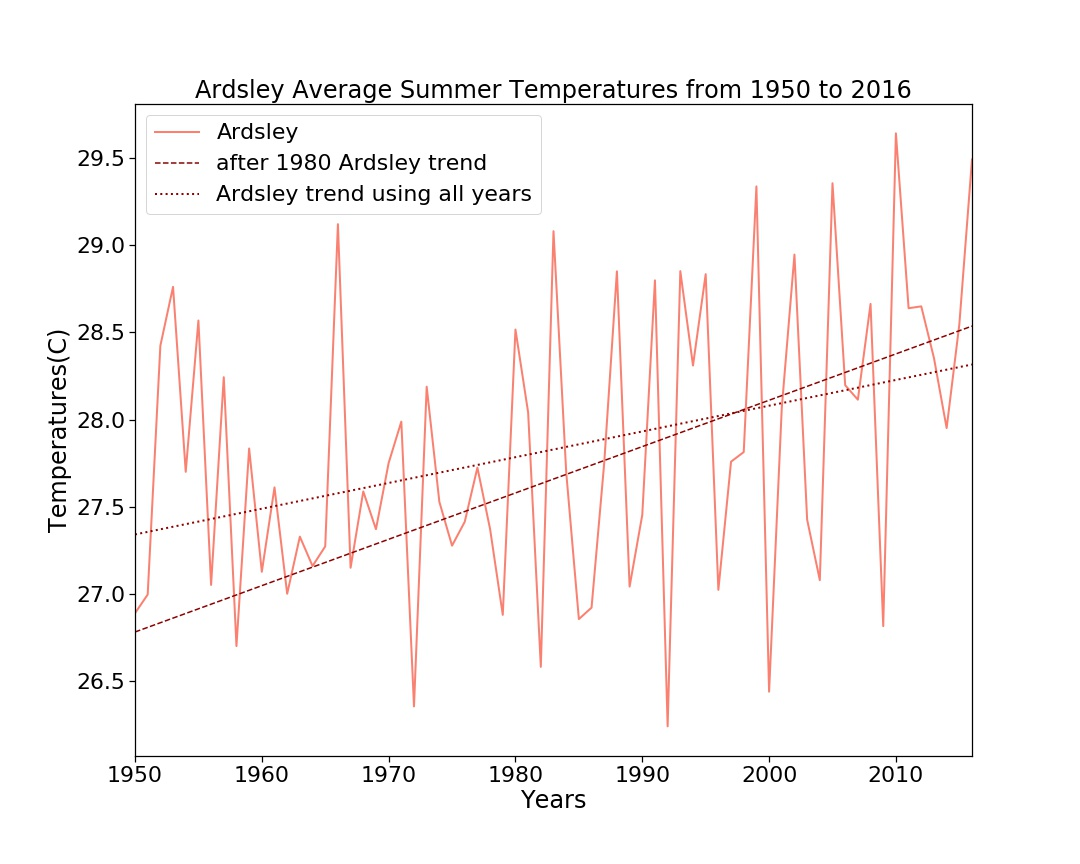 Ardsley Average Summer Temperatures from 1950 to 2016
Ardsley
after 1980 Ardsley trend
Ardsley trend using all years
29.5
29.0
28.5
28.0
27.5
27.0
26.5
Temperatures(C)
1950 1960 1970 1980 1990 2000 2010
Years